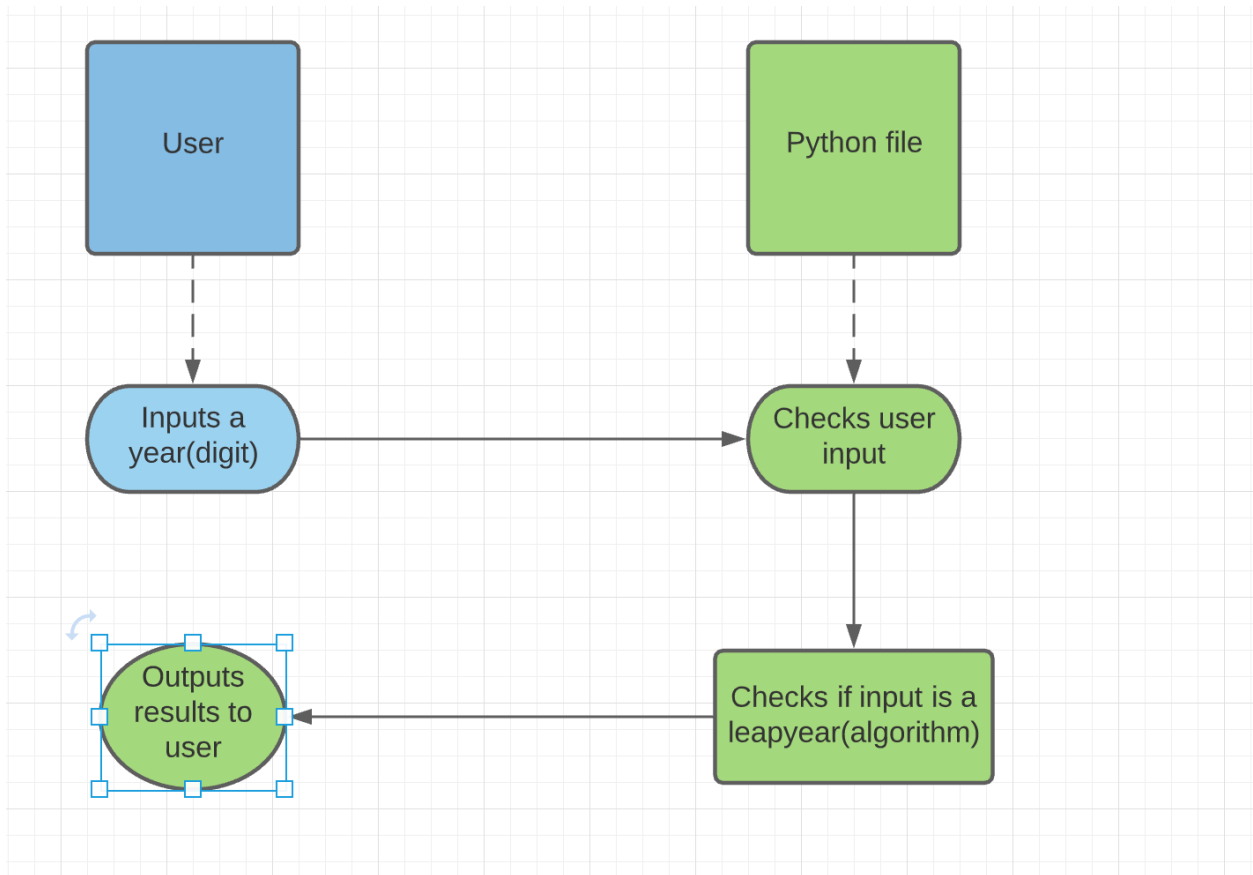 User
Python file
Inputs a
year(digit)
Checks user
input
Outputs
results to
user
Checks if input is a
leapyear(algorithm)